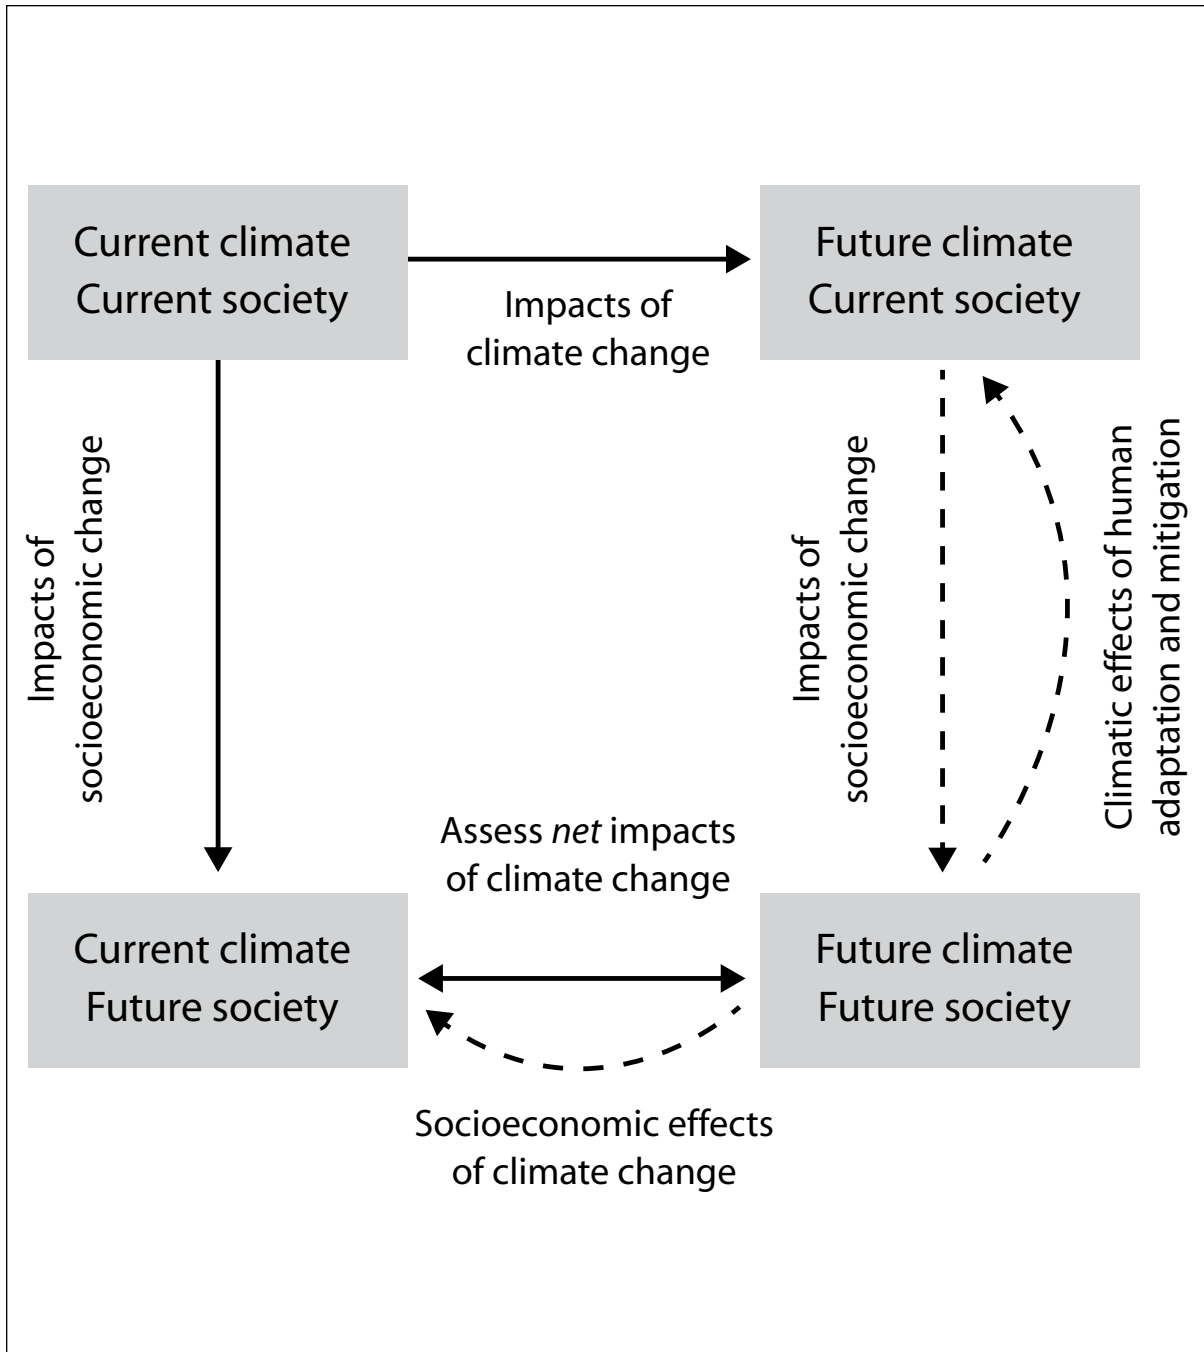 Current climate
Current society
Future climate
Current society
Impacts of
climate change
Impacts of
socioeconomic change
Impacts of
socioeconomic change
Climatic effects of human
adaptation and mitigation
Assess net impacts
of climate change
Current climate
Future society
Future climate
Future society
Socioeconomic effects
of climate change